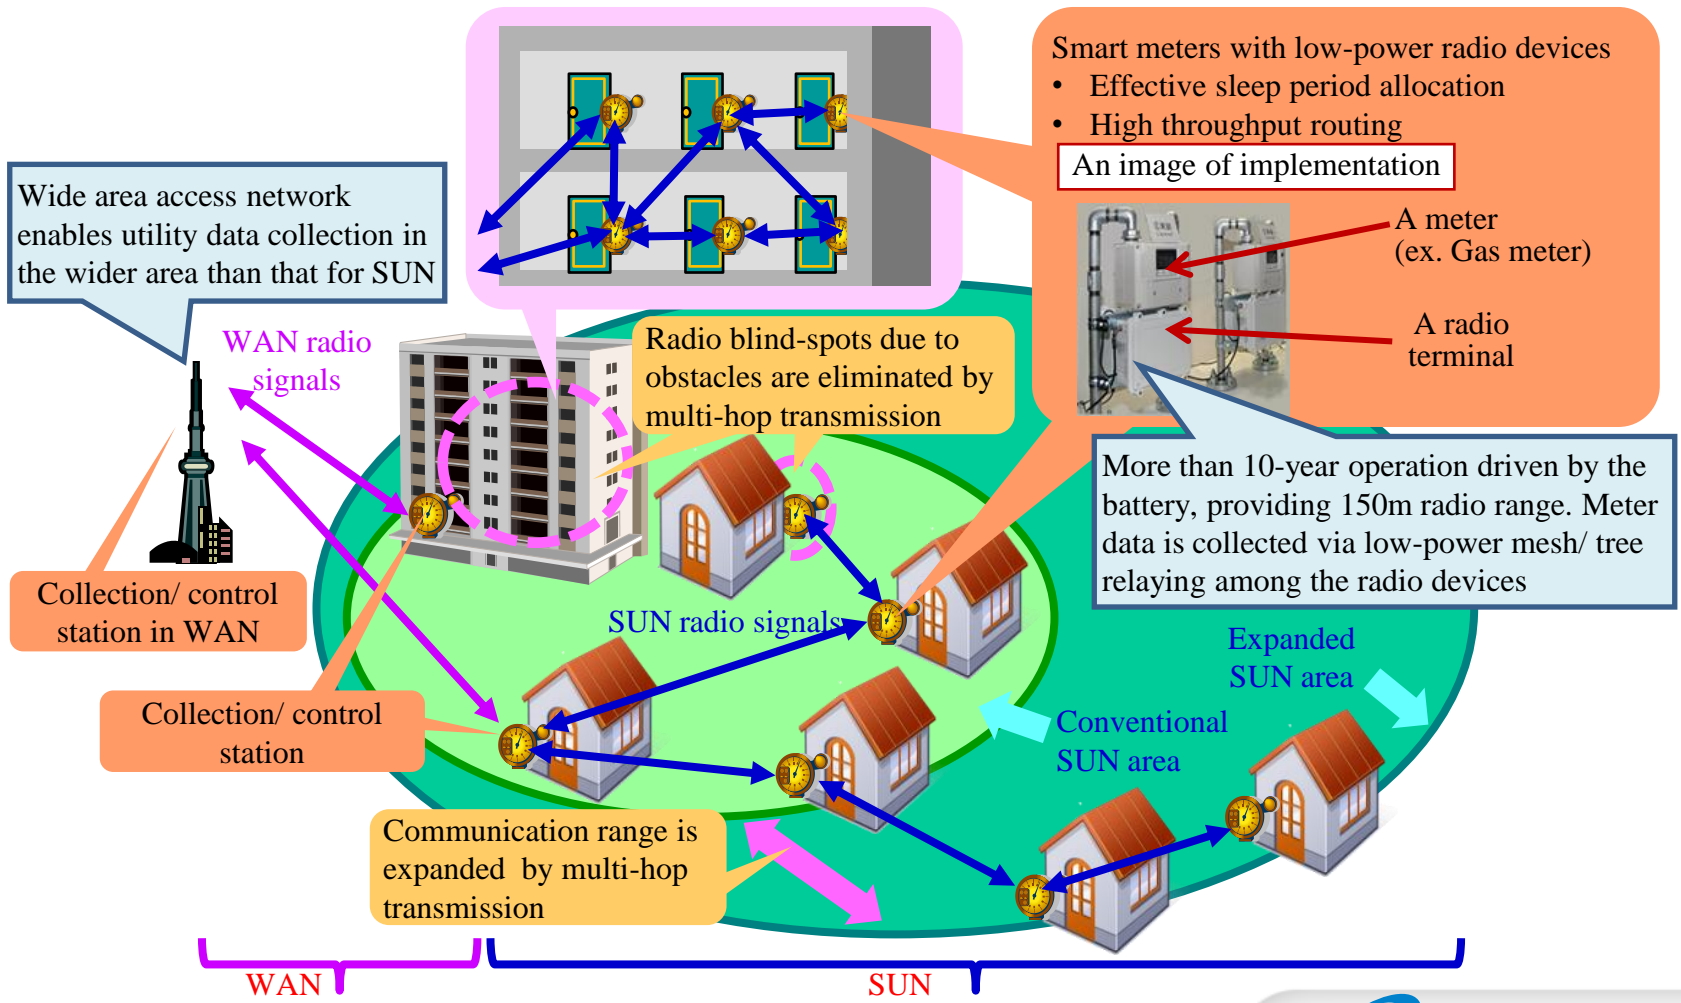 Smart meters with low-power radio devices
• Effective sleep period allocation
• High throughput routing
An image of implementation
A meter
(ex. Gas meter)
A radio
terminal
Wide area access network
enables utility data collection in
the wider area than that for SUN
WAN radio
signals
Radio blind-spots due to
obstacles are eliminated by
multi-hop transmission
More than 10-year operation driven by the
battery, providing 150m radio range. Meter
data is collected via low-power mesh/ tree
relaying among the radio devices
Collection/ control
station in WAN
SUN radio signals
Expanded
SUN area
Collection/ control
station
Conventional
SUN area
Communication range is
expanded by multi-hop
transmission
WAN
SUN